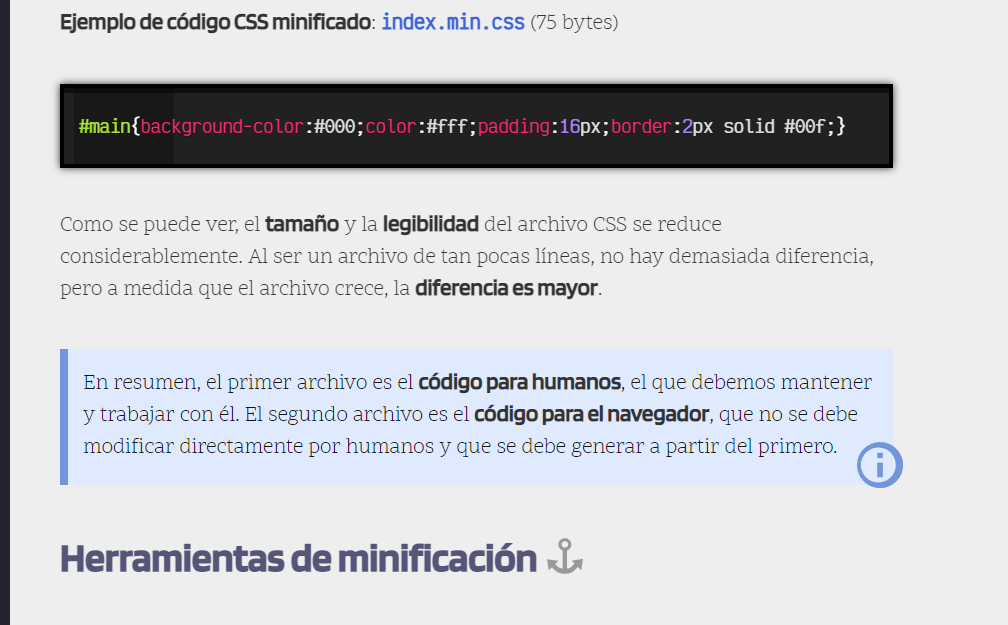 Ejemplo de código CSS minificado: index.min.css (75 bytes)
#main{background-color:#000;color:#fff;padding:16px;border:2px solid #00f;}
Como se puede ver, el tamaño y la legibilidad del archivo CSS se reduce
considerablemente. Al ser un archivo de tan pocas líneas, no hay demasiada diferencia,
pero a medida que el archivo crece, la diferencia es mayor.
En resumen, el primer archivo es el código para humanos, el que debemos mantener
y trabajar con él. El segundo archivo es el código para el navegador, que no se debe
modificar directamente por humanos y que se debe generar a partir del primero.
Herramientas de minificación